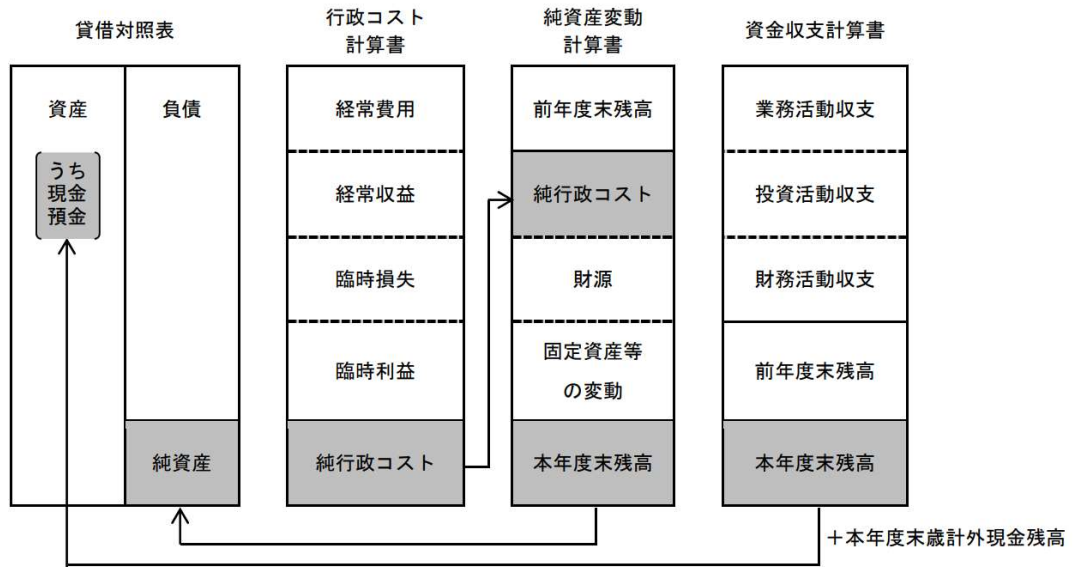 貸借対照表
資産
うち
現金
預金
負債
純資産
行政コスト
計算書
経常費用
経常収益
臨時損失
臨時利益
純行政コスト
純資産変動
計算書
前年度末残高
純行政コスト
財源
固定資産等
の変動
本年度末残高
資金収支計算書
業務活動収支
投資活動収支
財務活動収支
前年度末残高
本年度末残高
＋本年度末歳計外現金残高